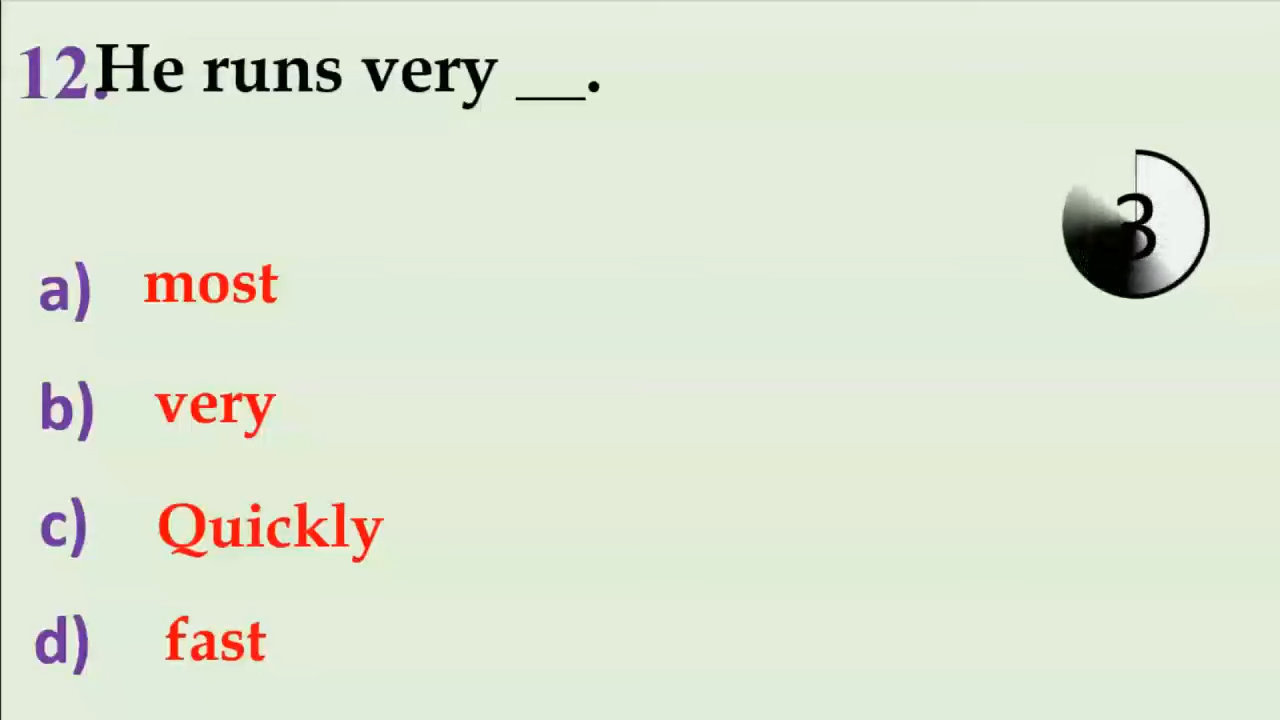 12. He runs very __.
3
a) most
b) very
c) Quickly
d) fast